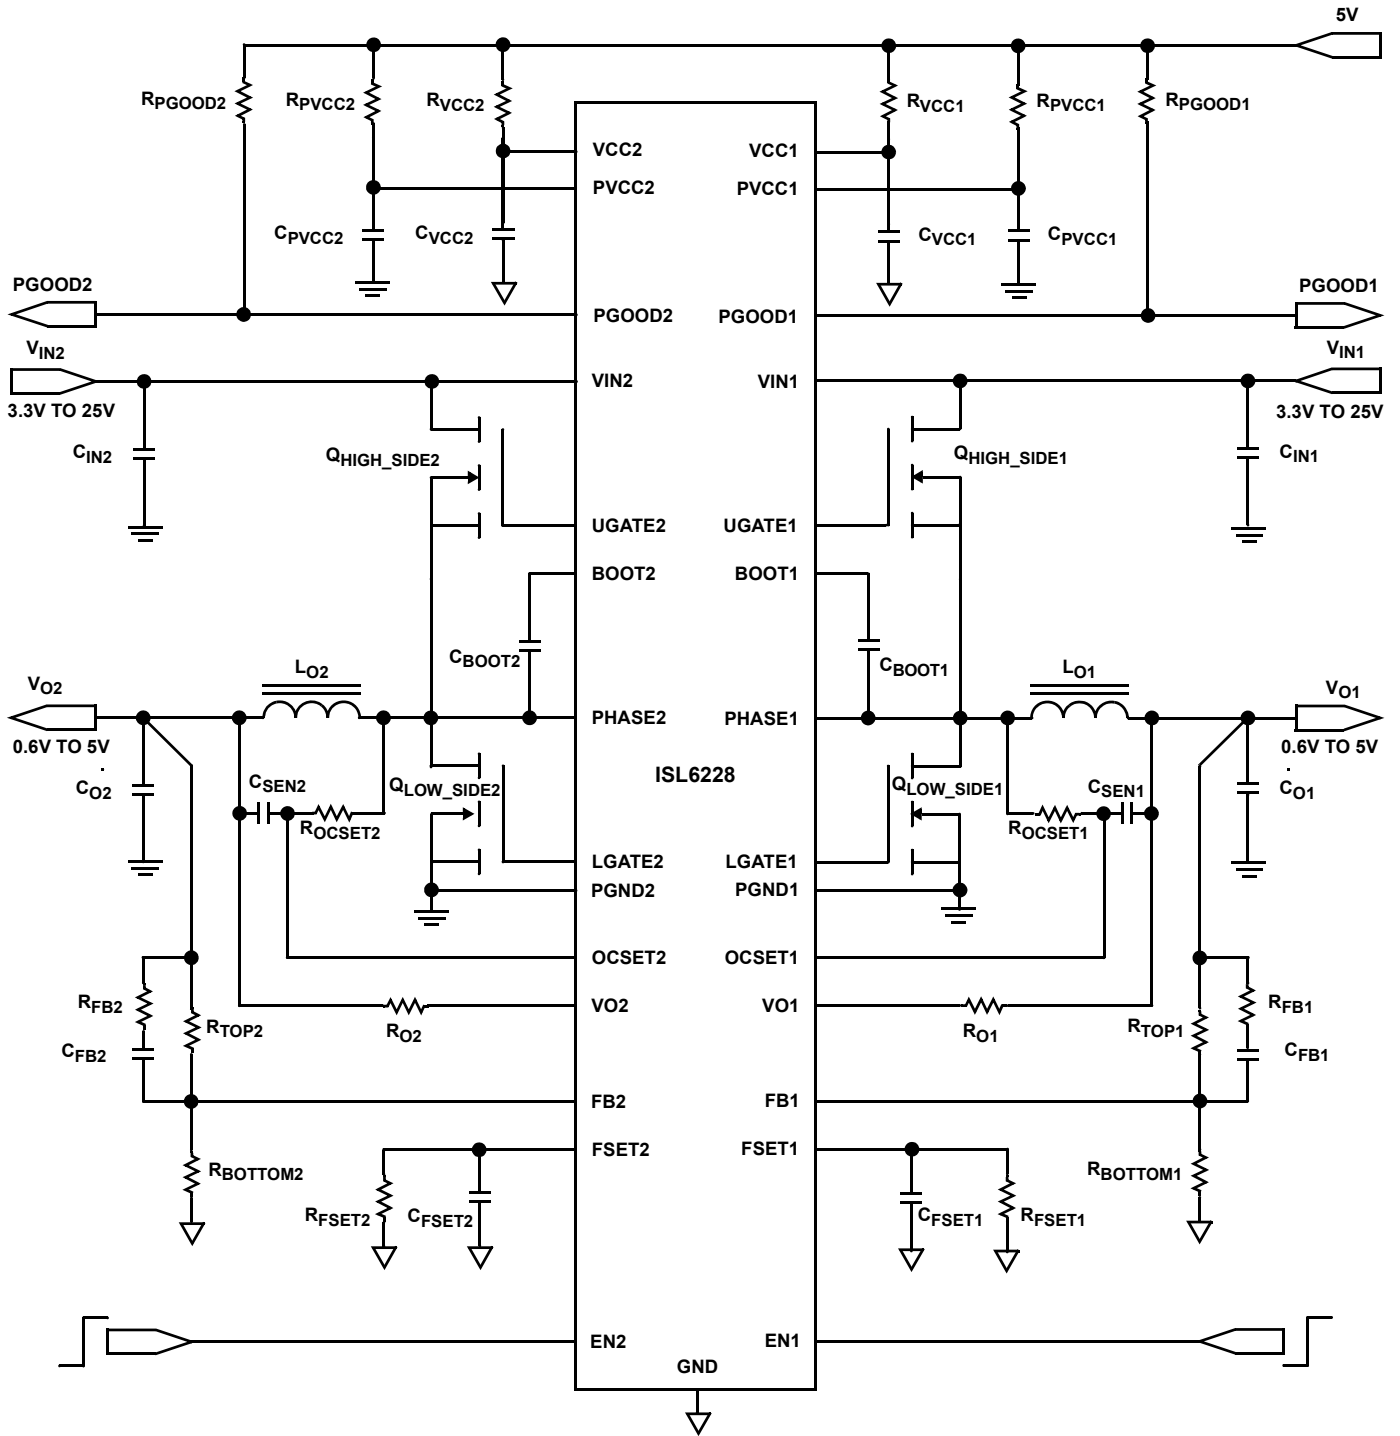 5V
RPGOOD2
RPVCC2
RVCC2
RVCC1
RPVCC1
RPGOOD1
VCC2
VCC1
PVCC2
PVCC1
CPVCC2
CVCC2
CVCC1
CPVCC1
PGOOD2
PGOOD1
PGOOD2
PGOOD1
VIN2
VIN1
VIN2
VIN1
3.3V TO 25V
3.3V TO 25V
CIN2
QHIGH_SIDE2
QHIGH_SIDE1
CIN1
UGATE2
UGATE1
BOOT2
BOOT1
CBOOT2
CBOOT1
LO2
LO1
VO2
VO1
PHASE2
PHASE1
0.6V TO 5V
0.6V TO 5V
ISL6228
CO2
CSEN2
QLOW_SIDE2
QLOW_SIDE1
CSEN1
CO1
ROCSET2
ROCSET1
LGATE2
LGATE1
PGND2
PGND1
OCSET2
OCSET1
RFB2
VO2
VO1
RFB1
RTOP2
RO2
RO1
RTOP1
CFB2
CFB1
FB2
FB1
FSET2
FSET1
RBOTTOM2
RBOTTOM1
RFSET2
CFSET2
CFSET1
RFSET1
EN2
EN1
GND